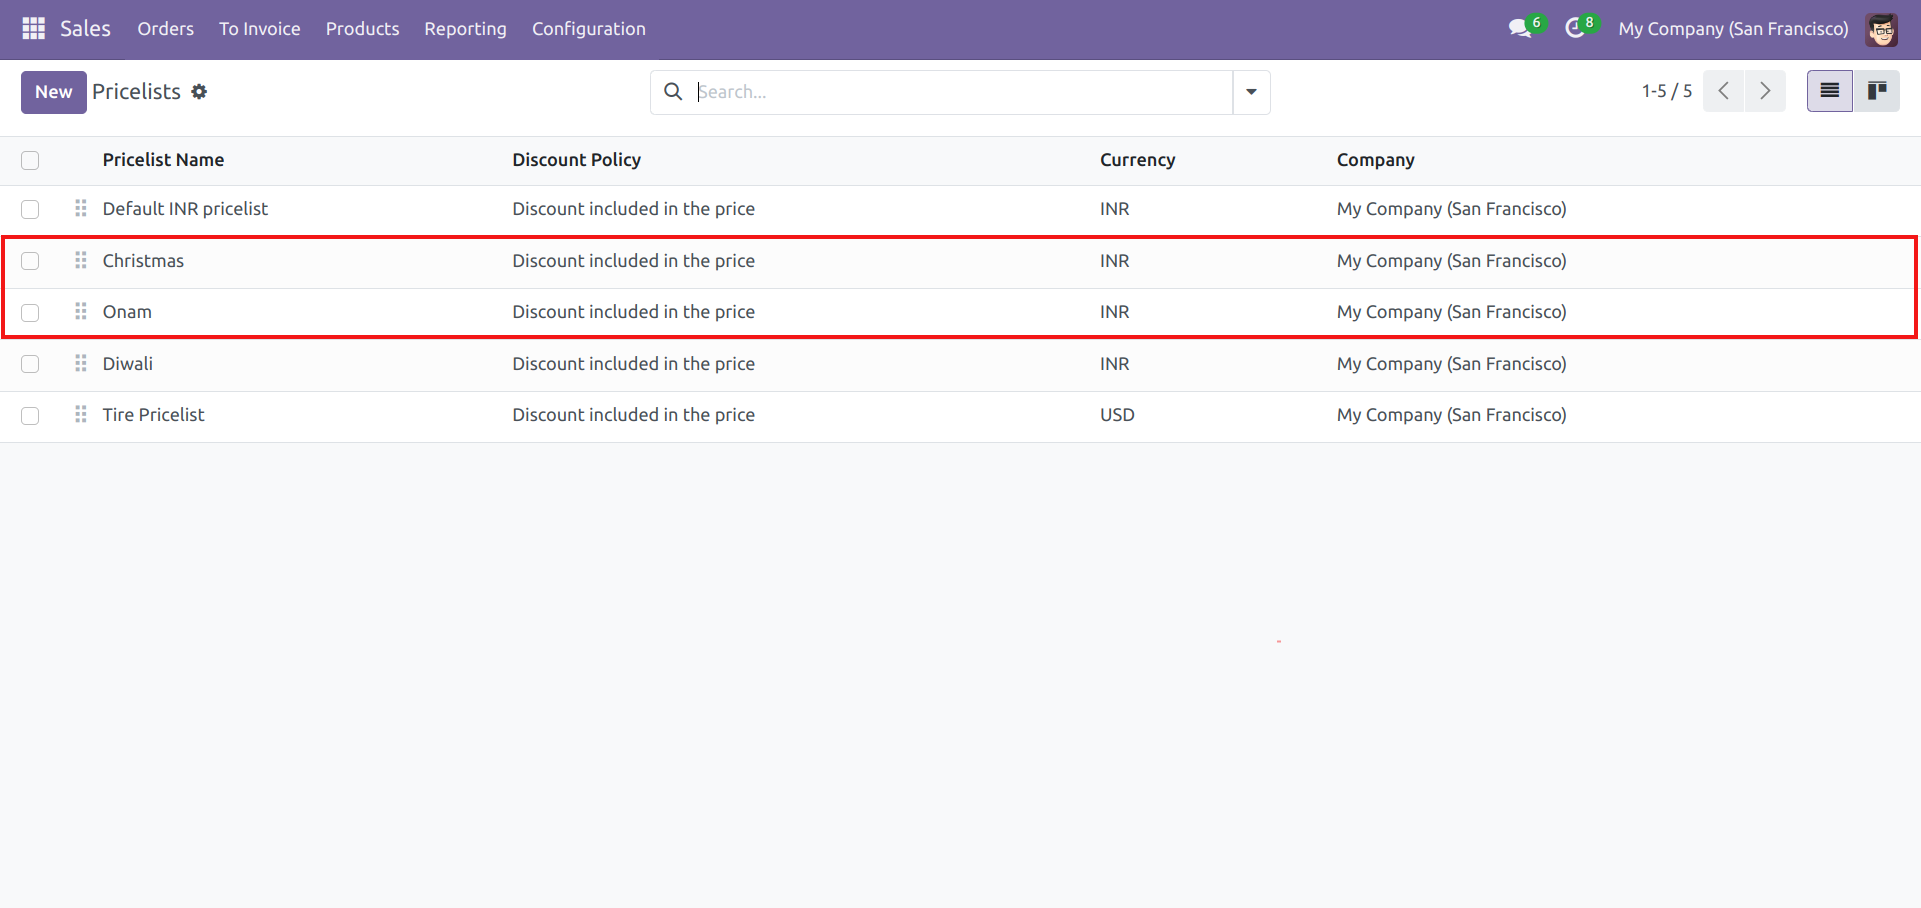 Sales Orders To Invoice Products Reporting Configuration 6 8 My Company (San Francisco)
New Pricelists Search... 1-5 / 5
Pricelist Name Discount Policy Currency Company
Default INR pricelist Discount included in the price INR My Company (San Francisco)
Christmas Discount included in the price INR My Company (San Francisco)
Onam Discount included in the price INR My Company (San Francisco)
Diwali Discount included in the price INR My Company (San Francisco)
Tire Pricelist Discount included in the price USD My Company (San Francisco)